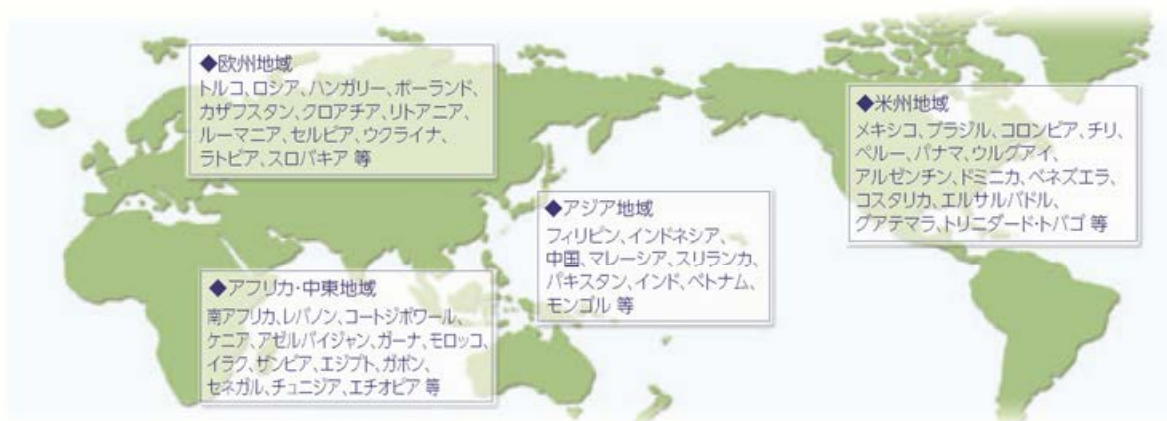 ◆欧州地域
トルコ、ロシア、ハンガリー、ポーランド、
カザフスタン、クロアチア、リトアニア、
ルーマニア、セルビア、ウクライナ、
ラトビア、スロバキア 等
◆アフリカ・中東地域
南アフリカ、レバノン、コートジボワール、
ケニア、アゼルバイジャン、ガーナ、モロッコ、
イラク、ザンビア、エジプト、ガボン、
セネガル、チュニジア、エチオピア 等
◆アジア地域
フィリピン、インドネシア、
中国、マレーシア、スリランカ、
パキスタン、インド、ベトナム、
モンゴル 等
◆米州地域
メキシコ、ブラジル、コロンビア、チリ、
ペルー、パナマ、ウルグアイ、
アルゼンチン、ドミニカ、ベネズエラ、
コスタリカ、エルサルバドル、
グアテマラ、トリニダード・トバゴ 等